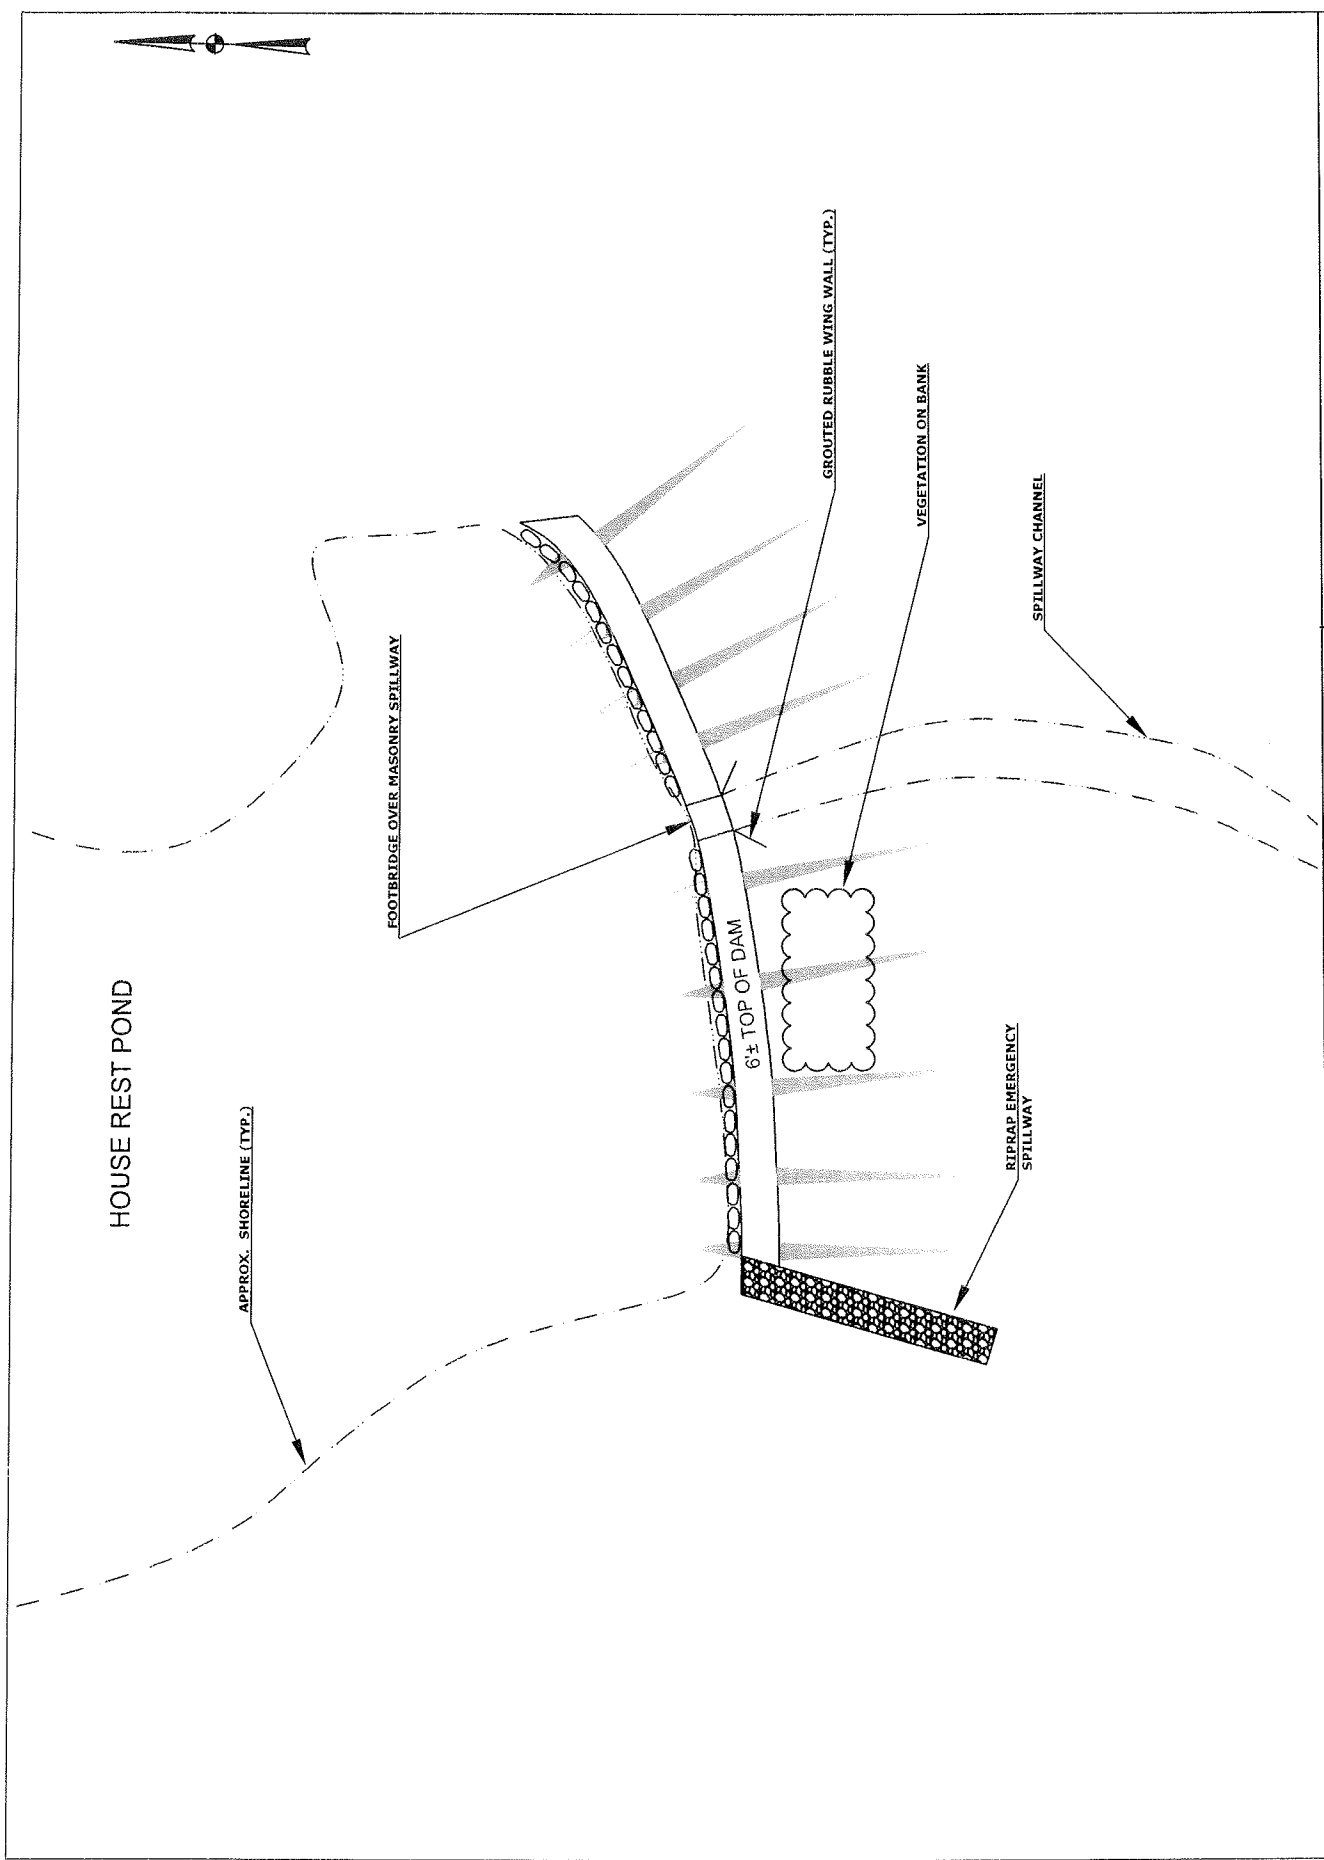 HOUSE REST POND
APPROX. SHORELINE (TYP.)
FOOTBRIDGE OVER MASONRY SPILLWAY
6'± TOP OF DAM
GROUTED RUBBLE WING WALL (TYP.)
VEGETATION ON BANK
RIPRAP EMERGENCY
SPILLWAY
SPILLWAY CHANNEL